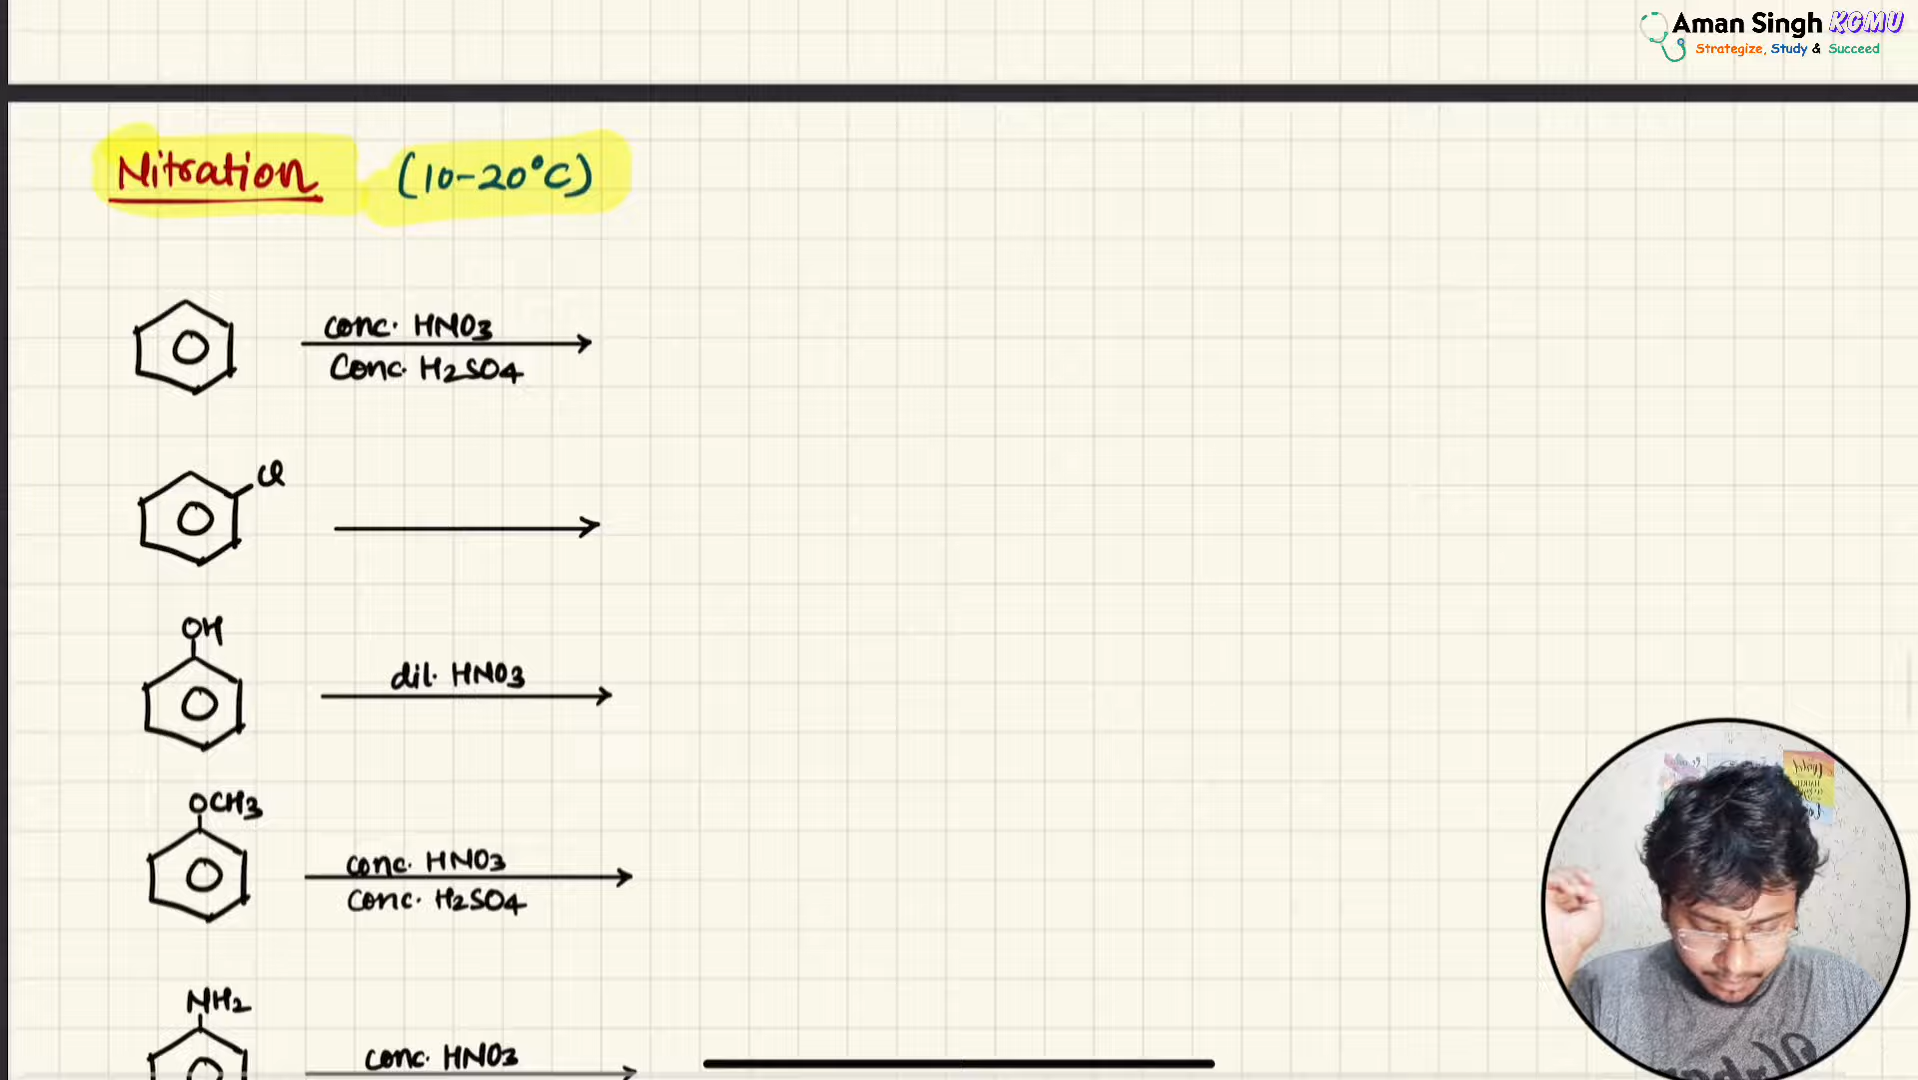 Aman Singh KGMU
Strategize, Study & Succeed
Nitration (10-20°C)
conc. HNO3
Conc. H2SO4
Cl
OH
dil. HNO3
OCH3
conc. HNO3
Conc. H2SO4
NH2
conc. HNO3